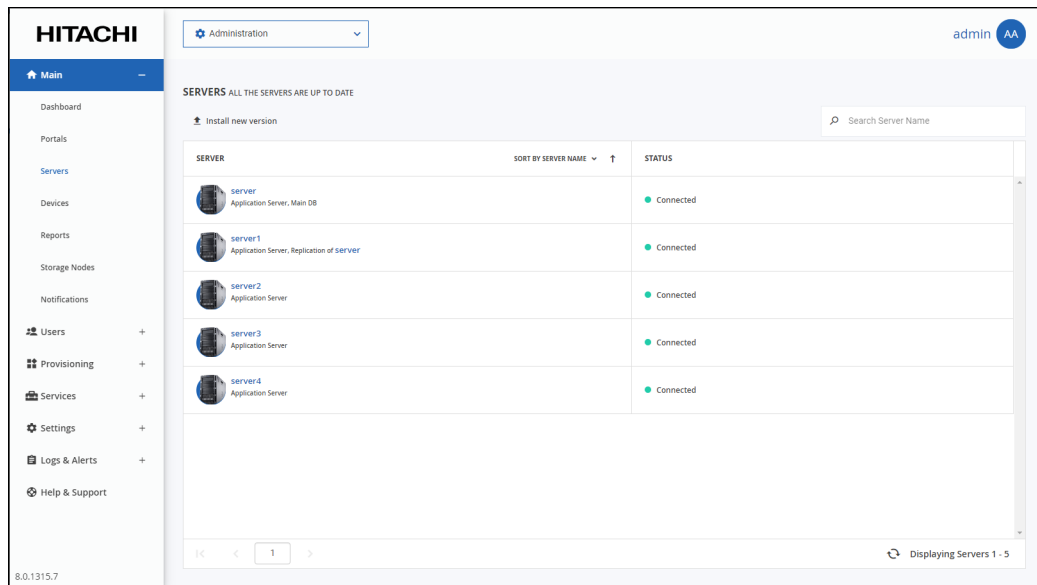 HITACHI
Administration
admin AA
Main
Dashboard
Portals
Servers
Devices
Reports
Storage Nodes
Notifications
Users
Provisioning
Services
Settings
Logs & Alerts
Help & Support
8.0.1315.7
SERVERS ALL THE SERVERS ARE UP TO DATE
Install new version
Search Server Name
SERVER SORT BY SERVER NAME STATUS
server
Application Server, Main DB
Connected
server1
Application Server, Replication of server
Connected
server2
Application Server
Connected
server3
Application Server
Connected
server4
Application Server
Connected
1
Displaying Servers 1 - 5